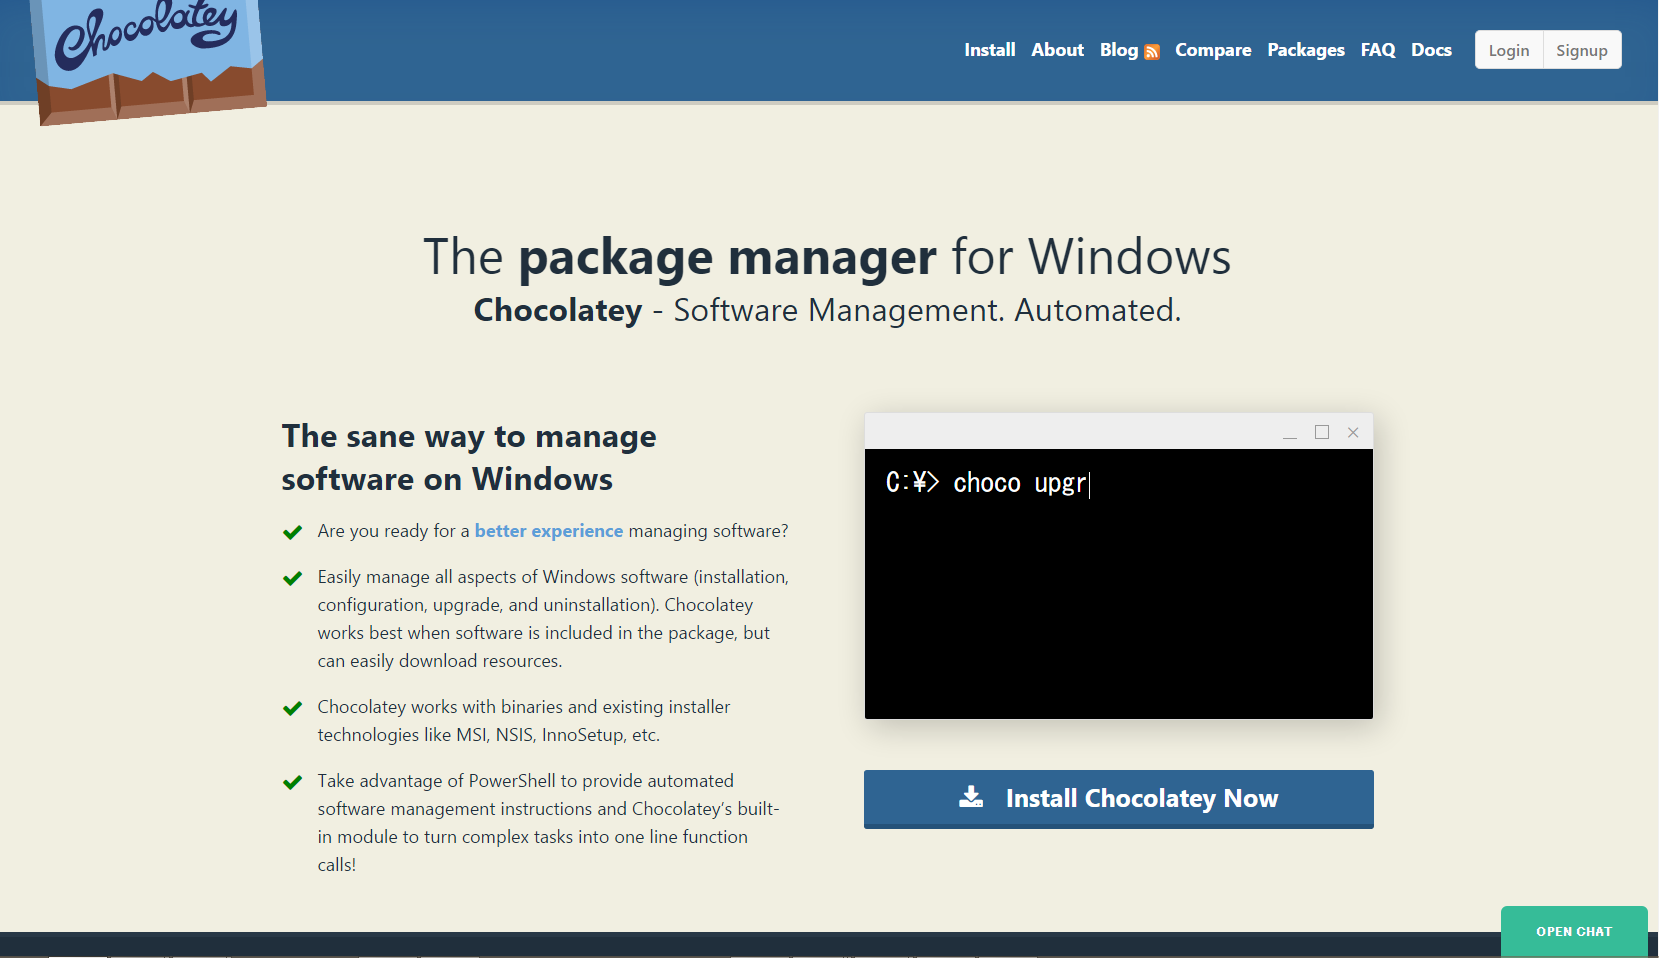 Chocolatey
Install About Blog Compare Packages FAQ Docs Login Signup
The package manager for Windows
Chocolatey - Software Management. Automated.
The sane way to manage
software on Windows
Are you ready for a better experience managing software?
Easily manage all aspects of Windows software (installation,
configuration, upgrade, and uninstallation). Chocolatey
works best when software is included in the package, but
can easily download resources.
Chocolatey works with binaries and existing installer
technologies like MSI, NSIS, InnoSetup, etc.
Take advantage of PowerShell to provide automated
software management instructions and Chocolatey’s built-
in module to turn complex tasks into one line function
calls!
C:¥> choco upgr
Install Chocolatey Now
OPEN CHAT